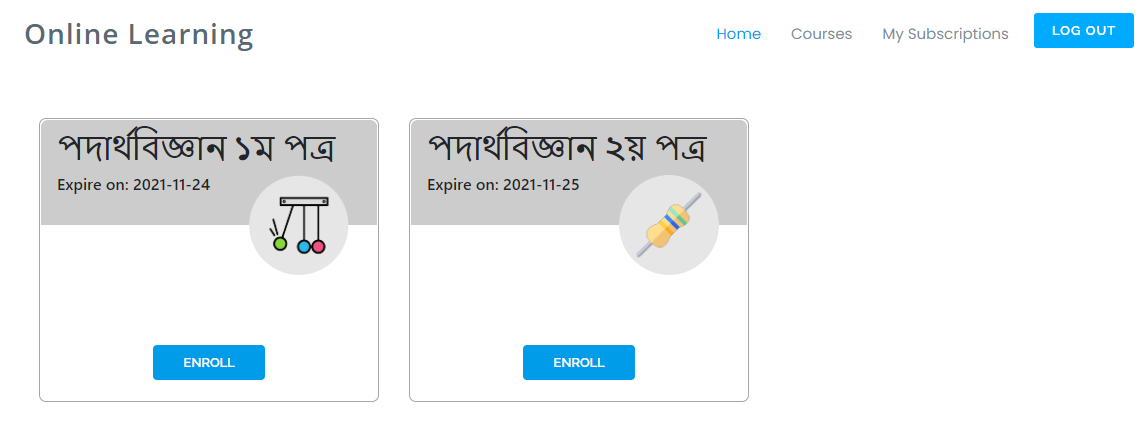 Online Learning
Home Courses My Subscriptions LOG OUT
পদার্থবিজ্ঞান ১ম পত্র
Expire on: 2021-11-24
ENROLL
পদার্থবিজ্ঞান ২য় পত্র
Expire on: 2021-11-25
ENROLL